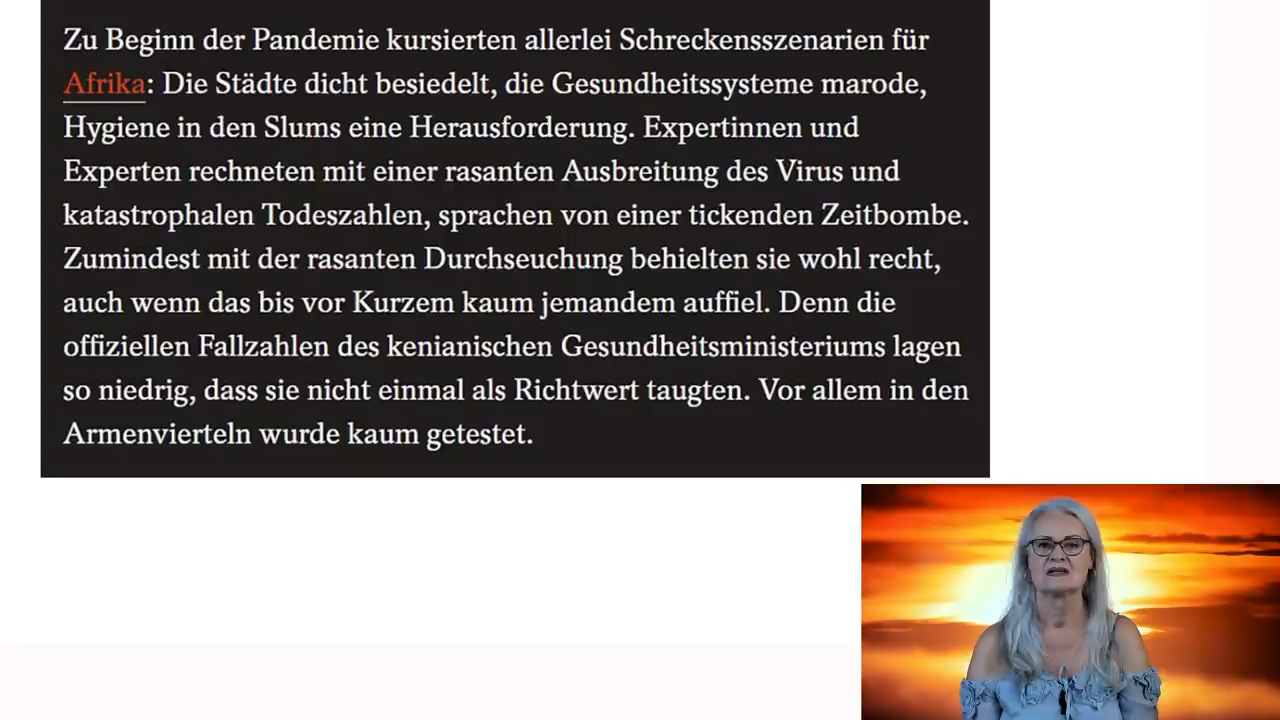 Zu Beginn der Pandemie kursierten allerlei Schreckensszenarien für
Afrika: Die Städte dicht besiedelt, die Gesundheitssysteme marode,
Hygiene in den Slums eine Herausforderung. Expertinnen und
Experten rechneten mit einer rasanten Ausbreitung des Virus und
katastrophalen Todeszahlen, sprachen von einer tickenden Zeitbombe.
Zumindest mit der rasanten Durchseuchung behielten sie wohl recht,
auch wenn das bis vor Kurzem kaum jemandem auffiel. Denn die
offiziellen Fallzahlen des kenianischen Gesundheitsministeriums lagen
so niedrig, dass sie nicht einmal als Richtwert taugten. Vor allem in den
Armenvierteln wurde kaum getestet.